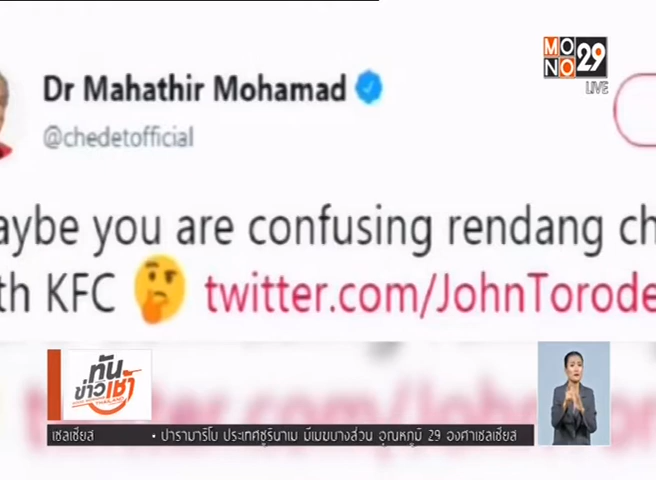 MONO 29
LIVE
Dr Mahathir Mohamad
@chedetofficial
aybe you are confusing rendang ch
th KFC 🤔 twitter.com/JohnTorode
ทัน
ข่าวเช้า
เซลเซียส • ปารามารีโบ ประเทศซูรินาเม มีเมฆบางส่วน อุณหภูมิ 29 องศาเซลเซียส